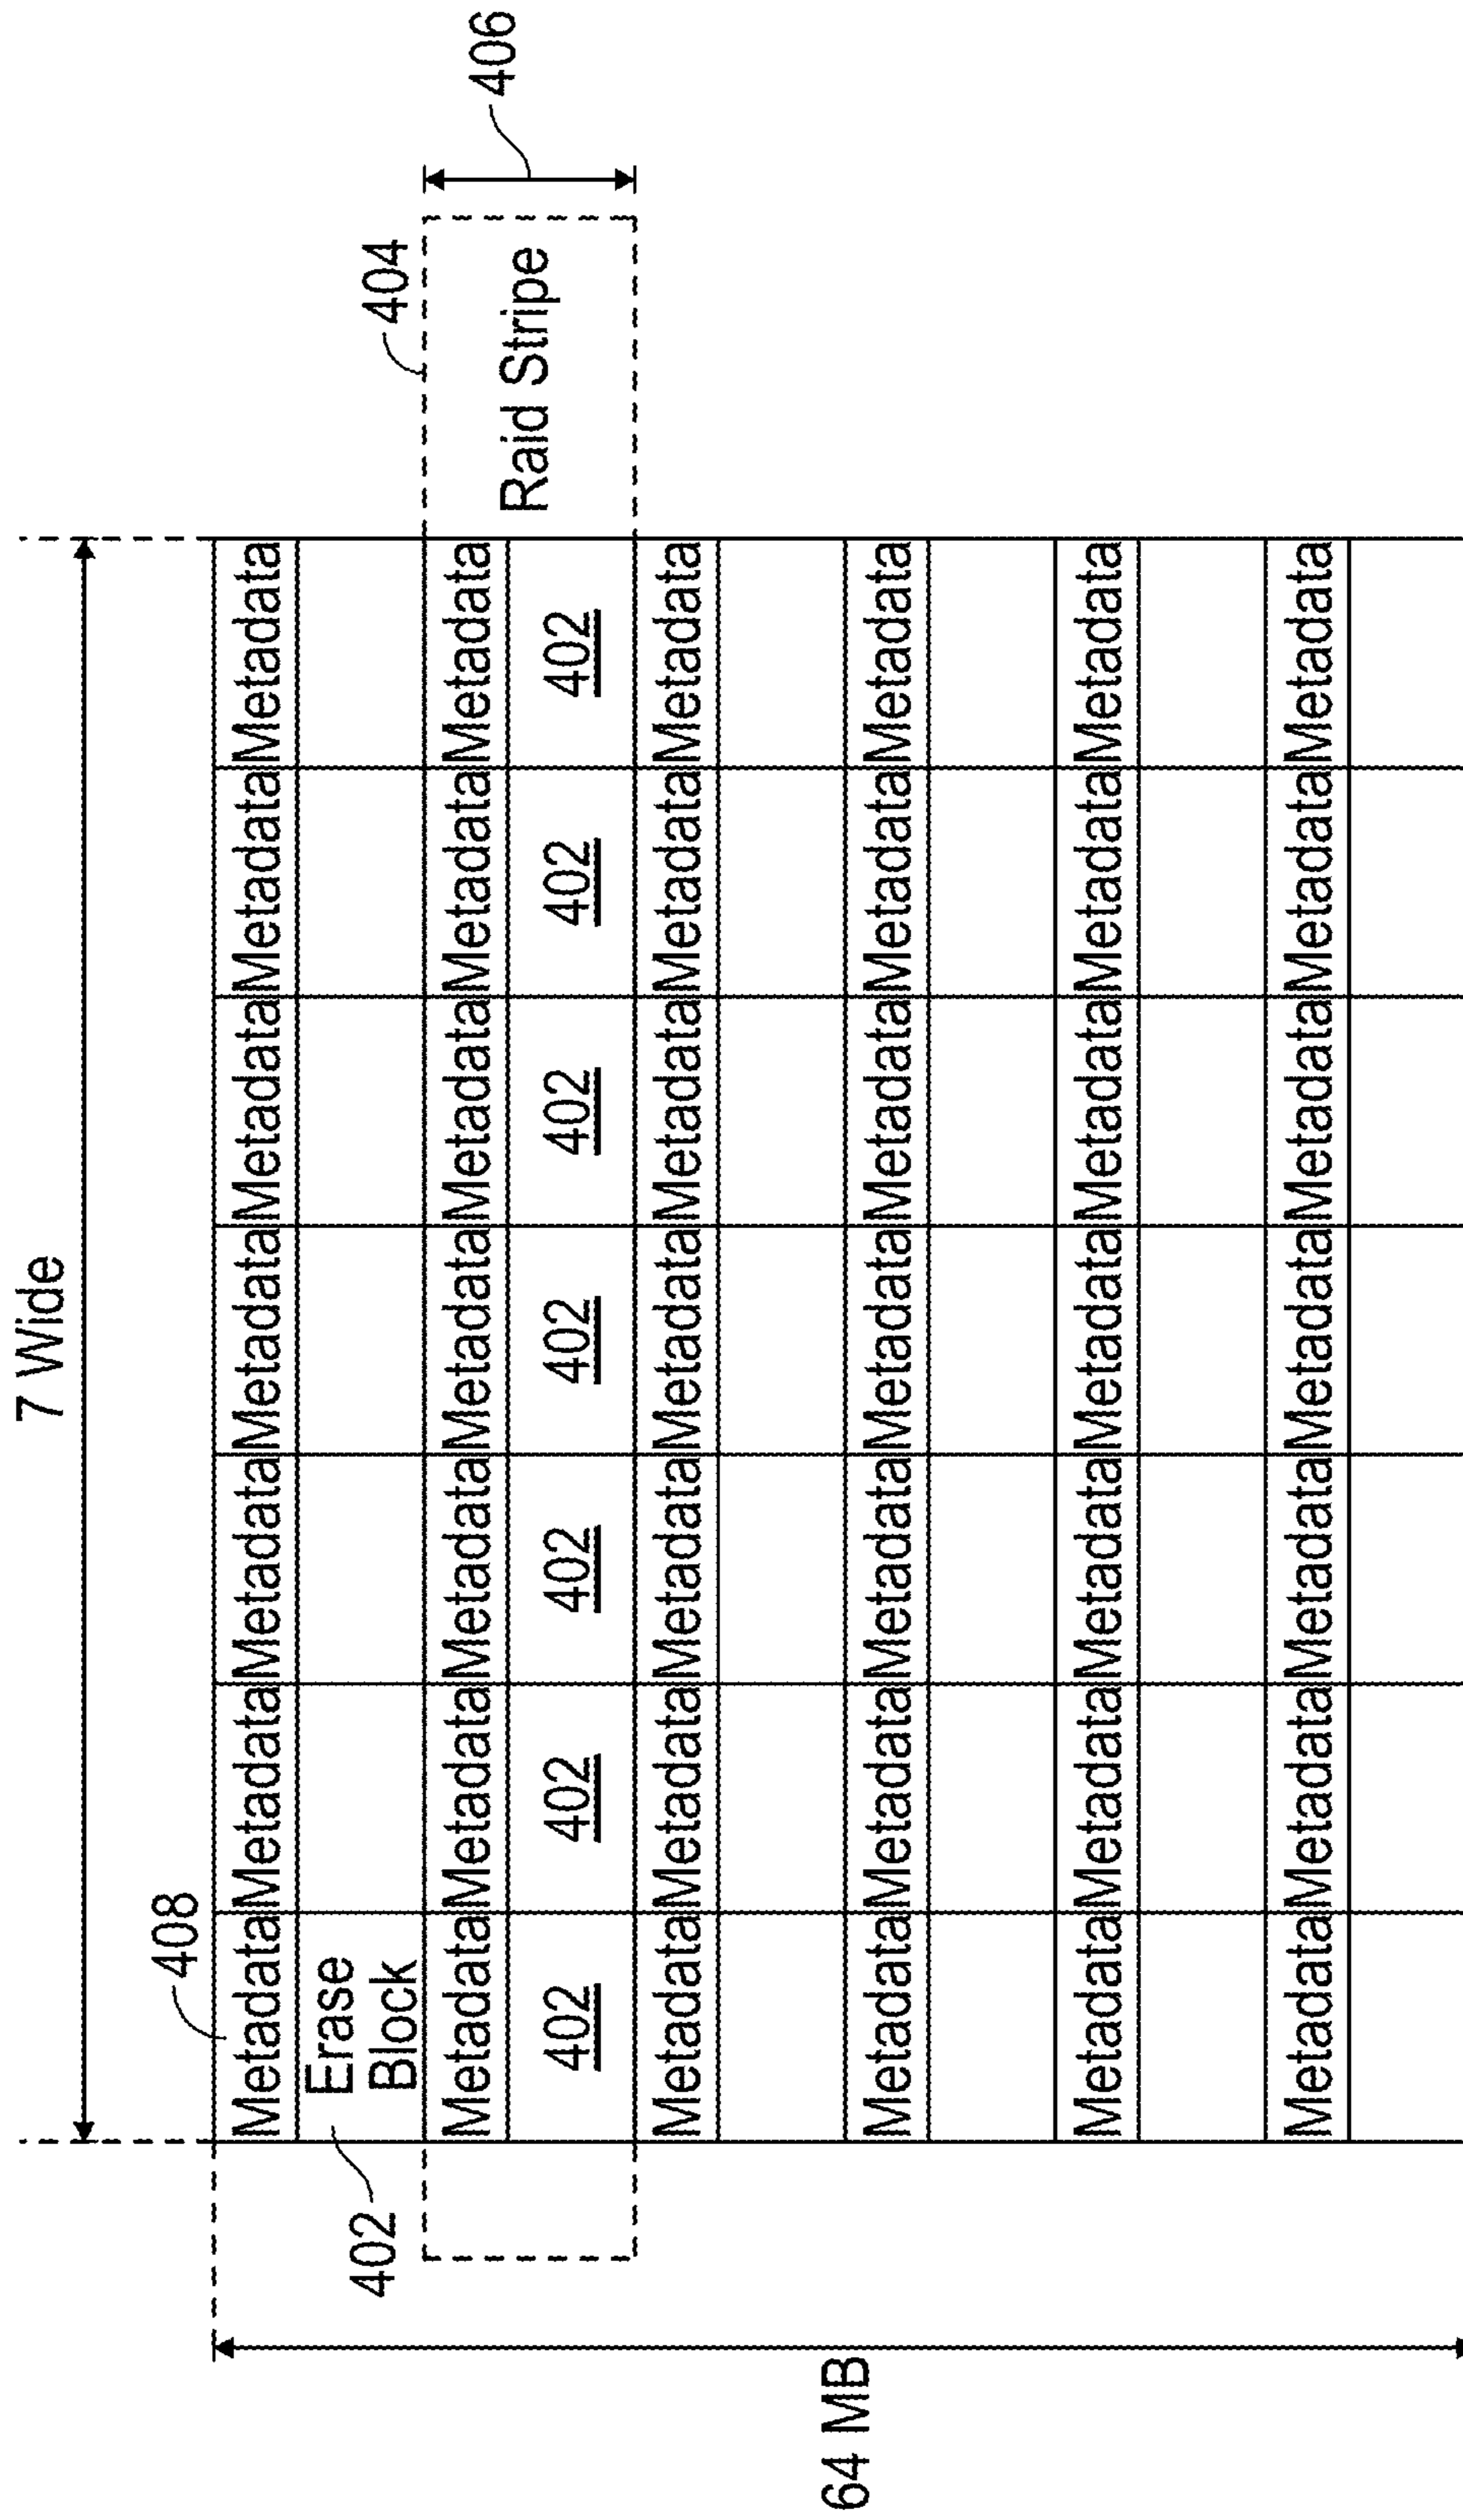 7 Wide
408
Metadata Metadata Metadata Metadata Metadata Metadata Metadata
402
Erase
Block
404
406
Metadata Metadata Metadata Metadata Metadata Metadata Metadata
402 402 402 402 402 402 402
Raid Stripe
Metadata Metadata Metadata Metadata Metadata Metadata Metadata
64 MB
Metadata Metadata Metadata Metadata Metadata Metadata Metadata
Metadata Metadata Metadata Metadata Metadata Metadata Metadata
Metadata Metadata Metadata Metadata Metadata Metadata Metadata